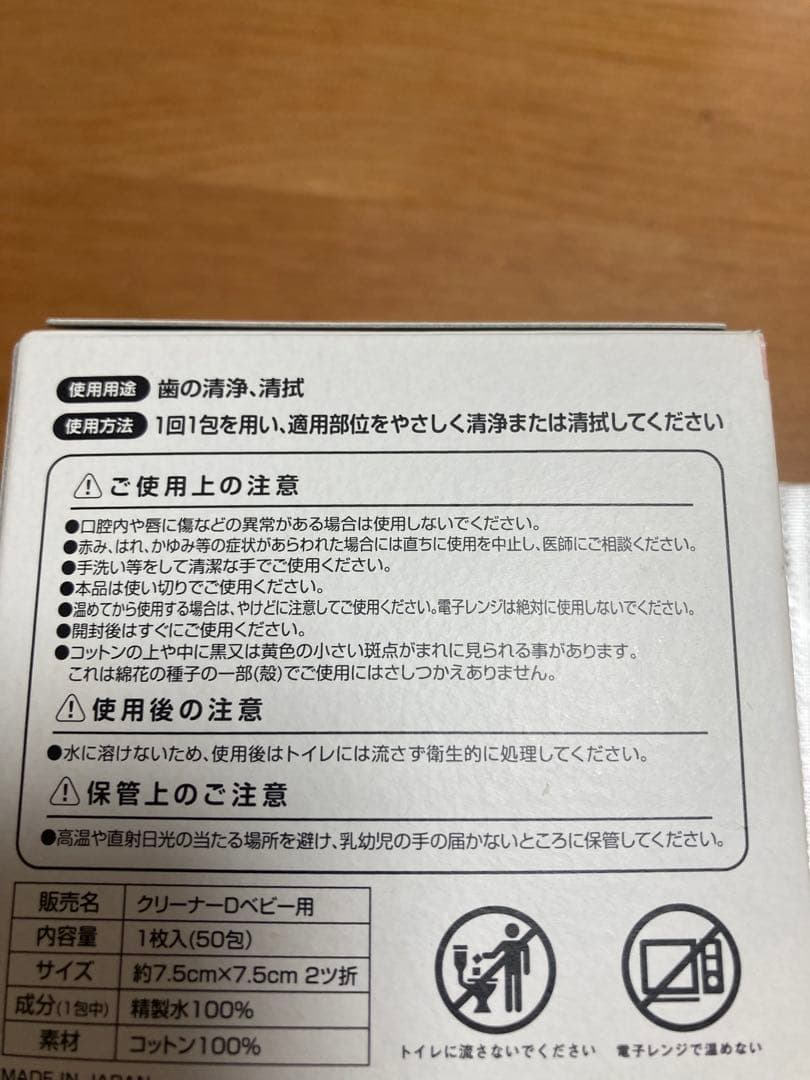 使用用途 歯の清浄、清拭
使用方法 1回1包を用い、適用部位をやさしく清浄または清拭してください
ご使用上の注意
●口腔内や唇に傷などの異常がある場合は使用しないでください。
●赤み、はれ、かゆみ等の症状があらわれた場合には直ちに使用を中止し、医師にご相談ください。
●手洗い等をして清潔な手でご使用ください。
●本品は使い切りでご使用ください。
●温めてから使用する場合は、やけどに注意してご使用ください。電子レンジは絶対に使用しないでください。
●開封後はすぐにご使用ください。
●コットンの上や中に黒又は黄色の小さい斑点がまれに見られる事があります。
これは綿花の種子の一部(殻)でご使用にはさしつかえありません。
使用後の注意
●水に溶けないため、使用後はトイレには流さず衛生的に処理してください。
保管上のご注意
●高温や直射日光の当たる場所を避け、乳幼児の手の届かないところに保管してください。
販売名 クリーナーDベビー用
内容量 1枚入(50包)
サイズ 約7.5cm×7.5cm 2ツ折
成分(1包中) 精製水100%
素材 コットン100%
トイレに流さないでください
電子レンジで温めない
MADE IN JAPAN